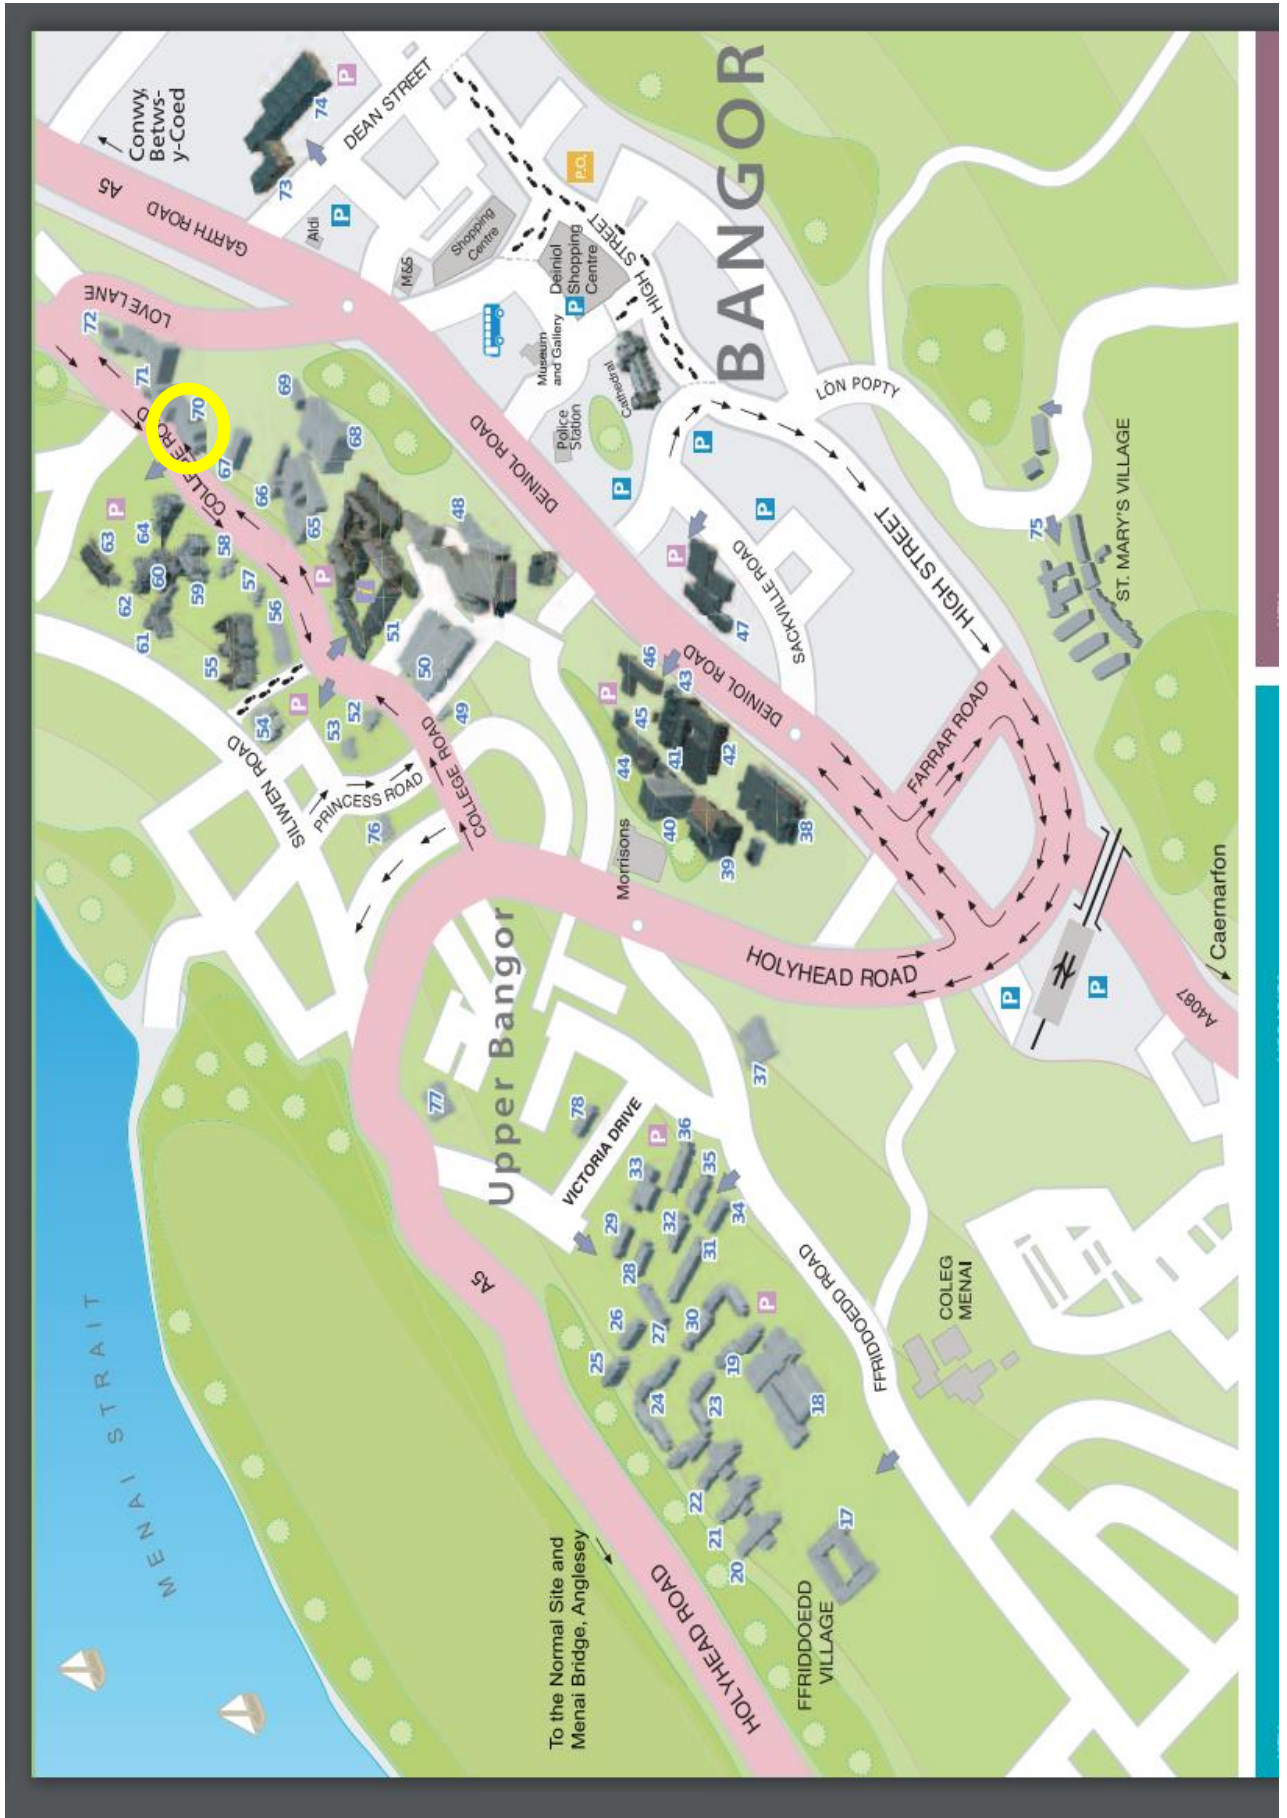 Conwy,
Betws-
y-Coed
A5
GARTH ROAD
LOVE LANE
DEAN STREET
74
73
P
P
Aldi
M&S
Shopping
Centre
P.O.
Deiniol
Shopping
Centre
P
HIGH STREET
HIGH STREET
Museum
and Gallery
Cathedral
Police
Station
P
P
P
BANGOR
LÔN POPTY
72
71
70
69
68
67
66
65
64
63
62
61
60
59
58
57
56
55
54
53
52
51
50
49
48
P
P
P
i
COLLEGE ROAD
COLLEGE ROAD
SILIWEN ROAD
PRINCESS ROAD
76
DEINIOL ROAD
DEINIOL ROAD
P
47
SACKVILLE ROAD
HIGH STREET
75
ST. MARY'S VILLAGE
P
46
45
44
43
42
41
40
39
38
Morrisons
FARRAR ROAD
HOLYHEAD ROAD
P
P
Caernarfon
A4087
Upper Bangor
77
78
VICTORIA DRIVE
37
P
36
35
34
33
32
31
30
29
28
27
26
25
24
23
22
21
20
19
18
17
P
A5
FFRIDDOEDD ROAD
COLEG
MENAI
FFRIDDOEDD
VILLAGE
HOLYHEAD ROAD
To the Normal Site and
Menai Bridge, Anglesey
MENAI STRAIT